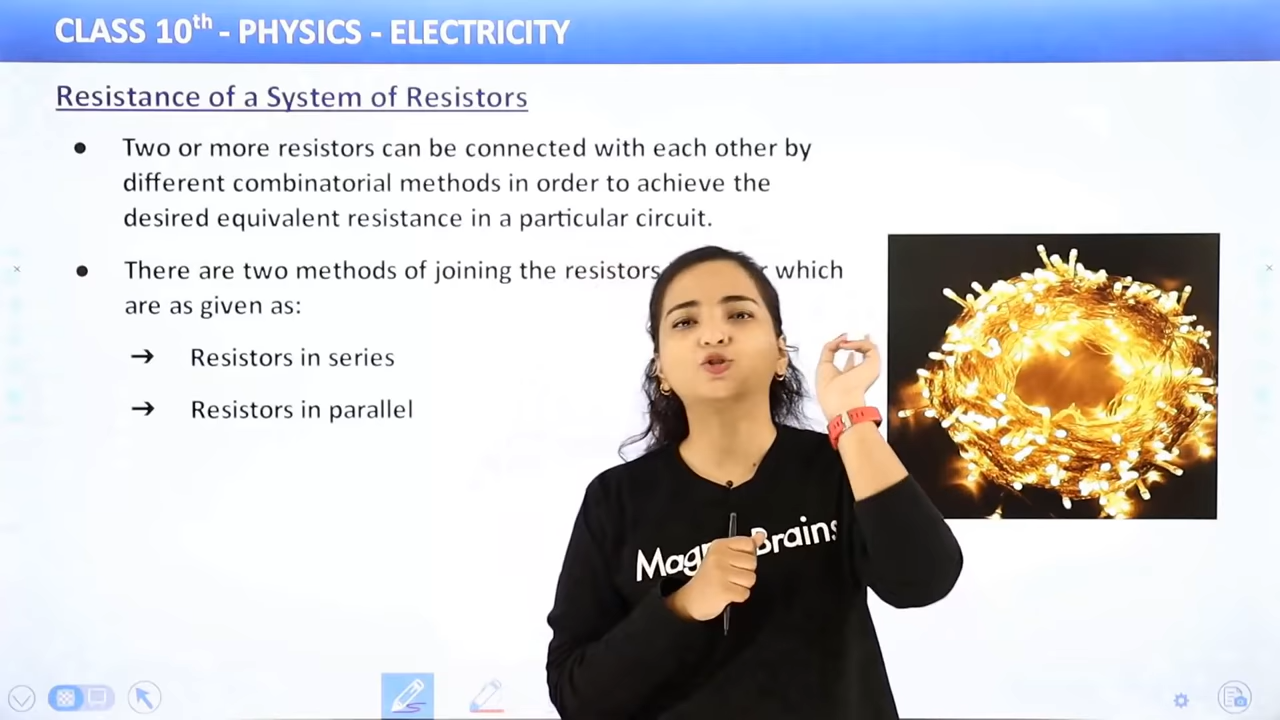 CLASS 10th - PHYSICS - ELECTRICITY
Resistance of a System of Resistors
● Two or more resistors can be connected with each other by
different combinatorial methods in order to achieve the
desired equivalent resistance in a particular circuit.
● There are two methods of joining the resistors which
are as given as:
➔ Resistors in series
➔ Resistors in parallel
Brains